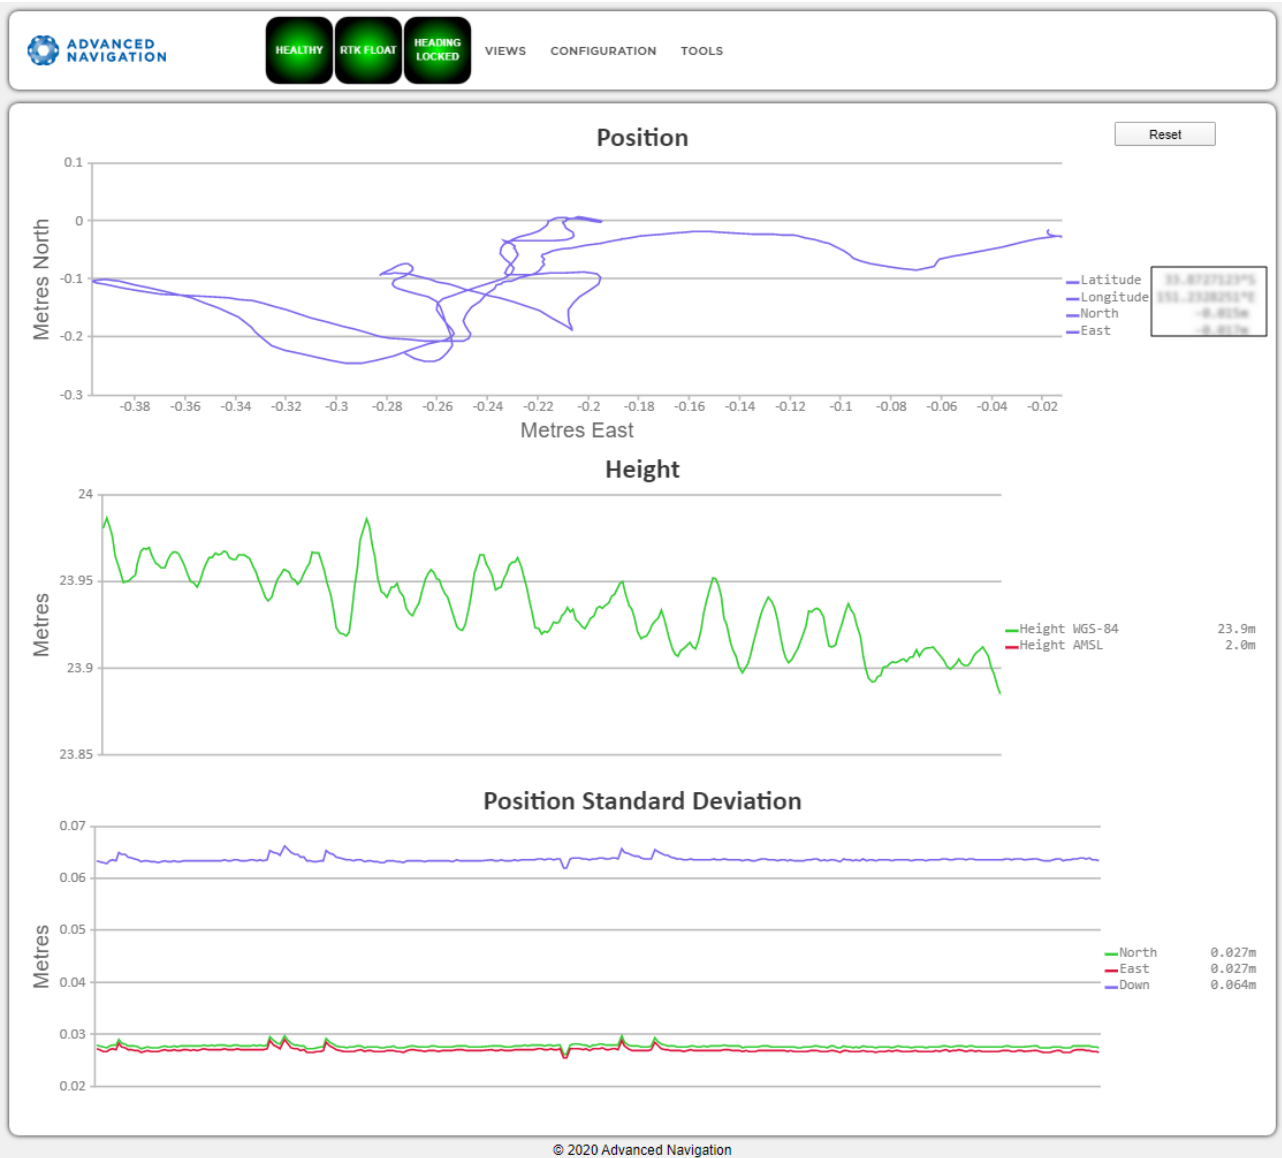 ADVANCED
NAVIGATION
HEALTHY
RTK FLOAT
HEADING
LOCKED
VIEWS CONFIGURATION TOOLS
Position
Reset
0.1
0
-0.1
-0.2
-0.3
Metres North
-0.38 -0.36 -0.34 -0.32 -0.3 -0.28 -0.26 -0.24 -0.22 -0.2 -0.18 -0.16 -0.14 -0.12 -0.1 -0.08 -0.06 -0.04 -0.02
Metres East
Latitude
Longitude
North
East
Height
24
23.95
23.9
23.85
Metres
Height WGS-84 23.9m
Height AMSL 2.0m
Position Standard Deviation
0.07
0.06
0.05
0.04
0.03
0.02
Metres
North 0.027m
East 0.027m
Down 0.064m
© 2020 Advanced Navigation